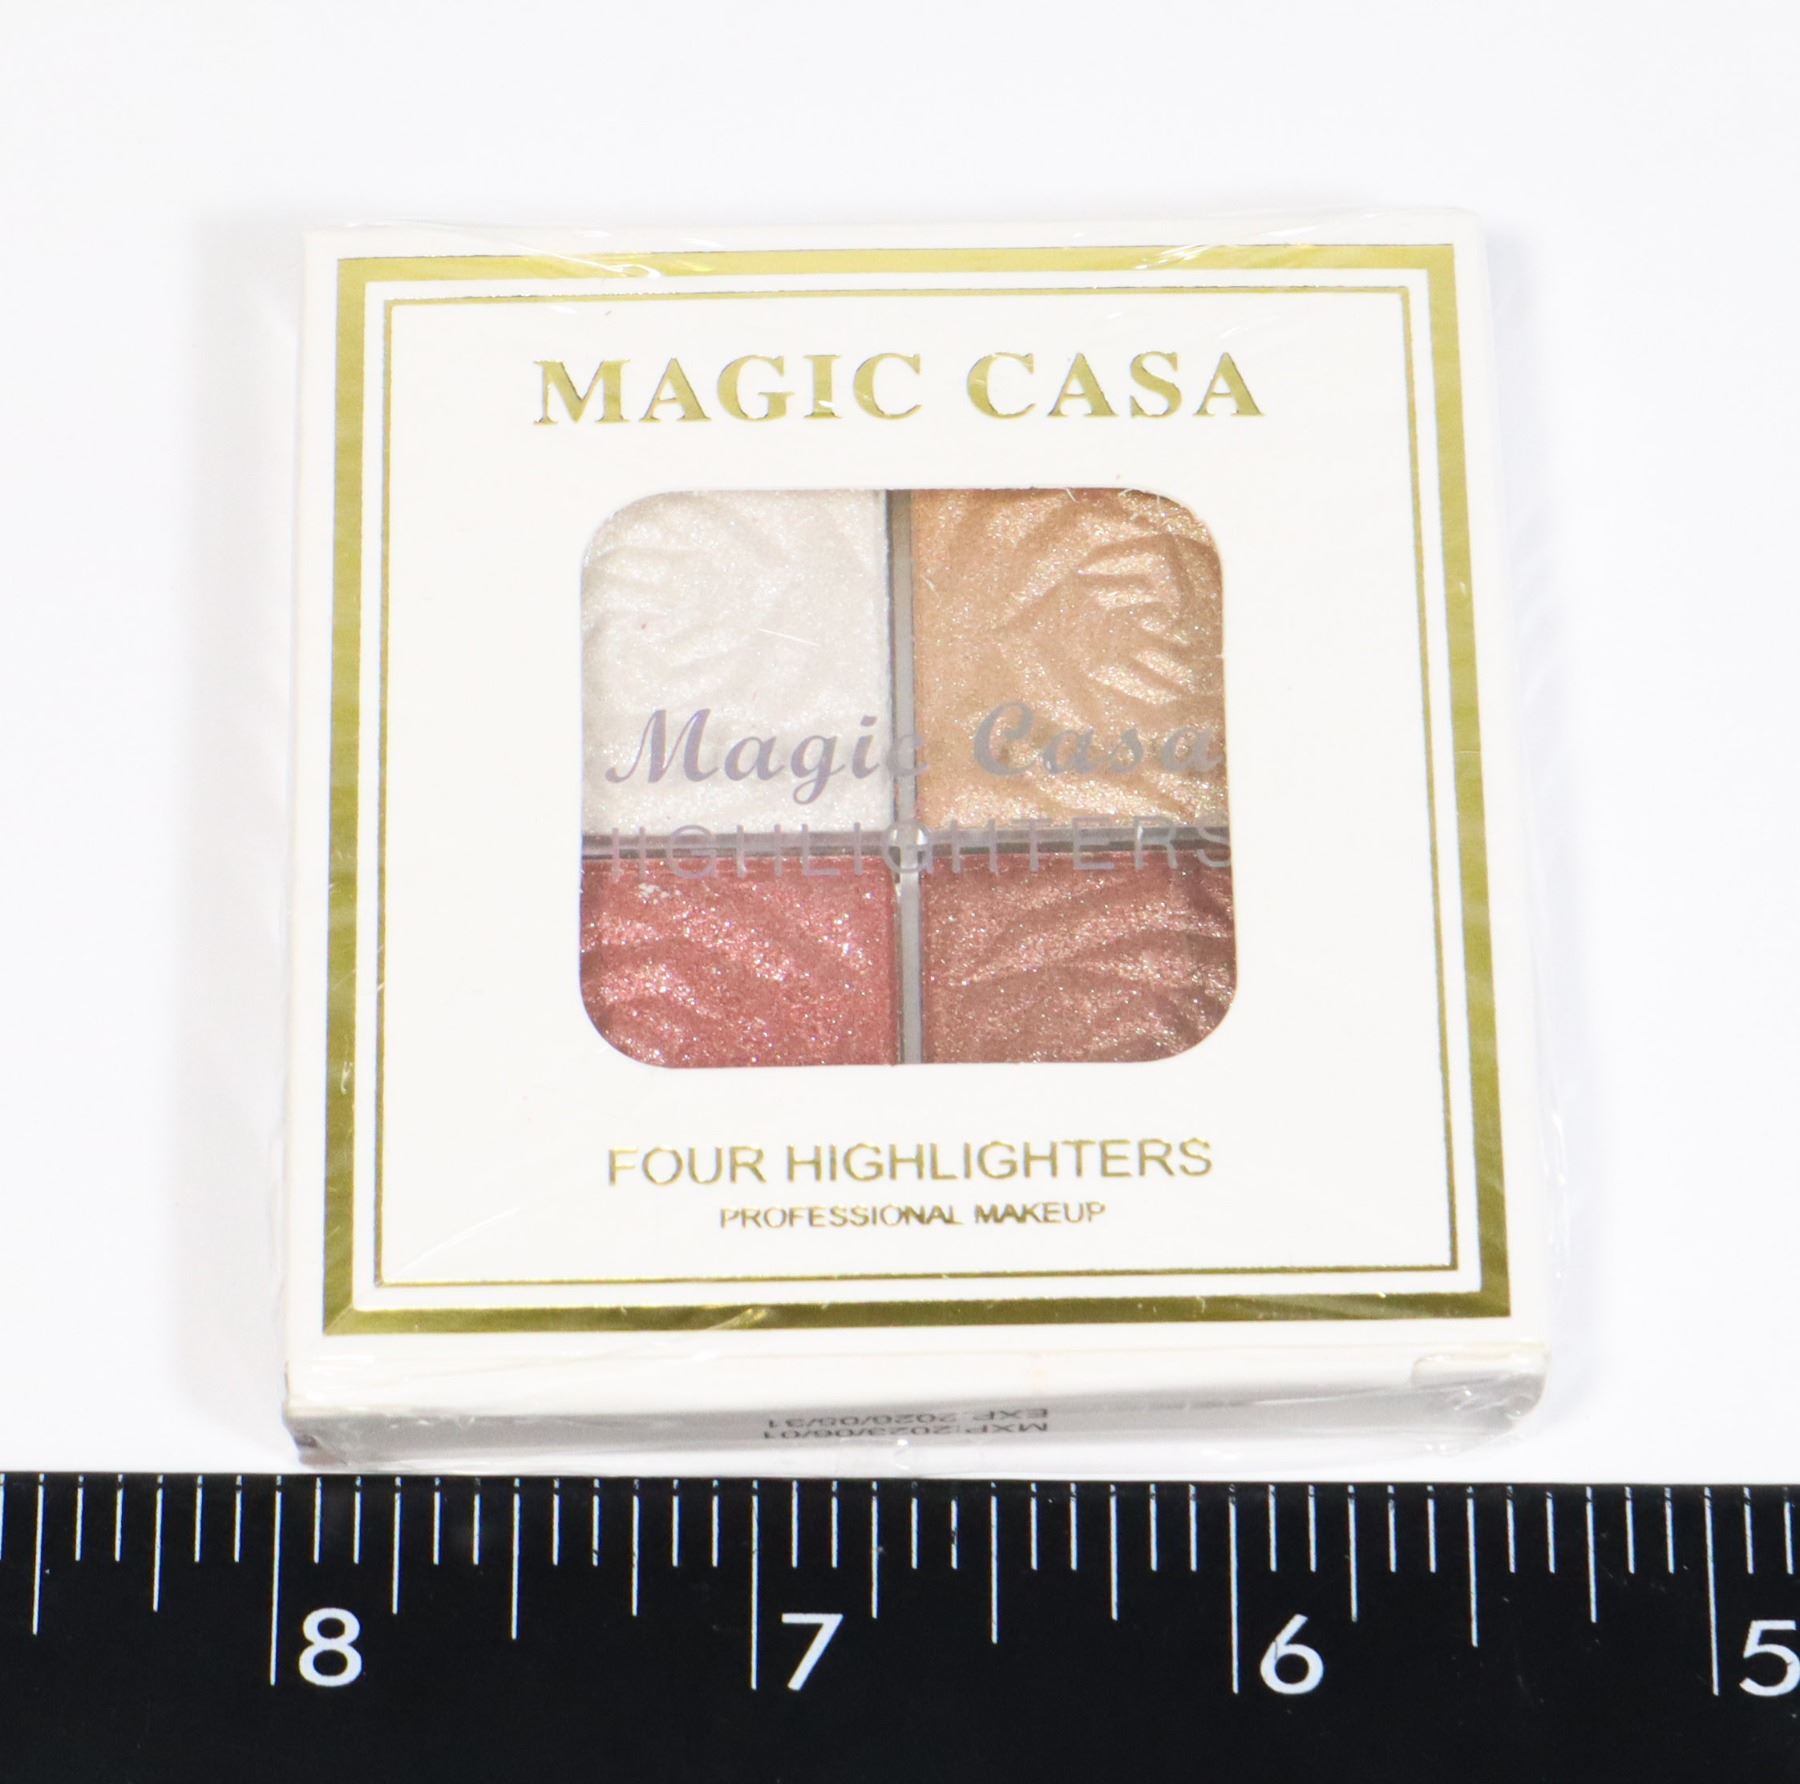 MAGIC CASA
Magic Casa
HIGHLIGHTERS
FOUR HIGHLIGHTERS
PROFESSIONAL MAKEUP
MXP:2023/06/01
EXP:2026/05/31
8 7 6 5